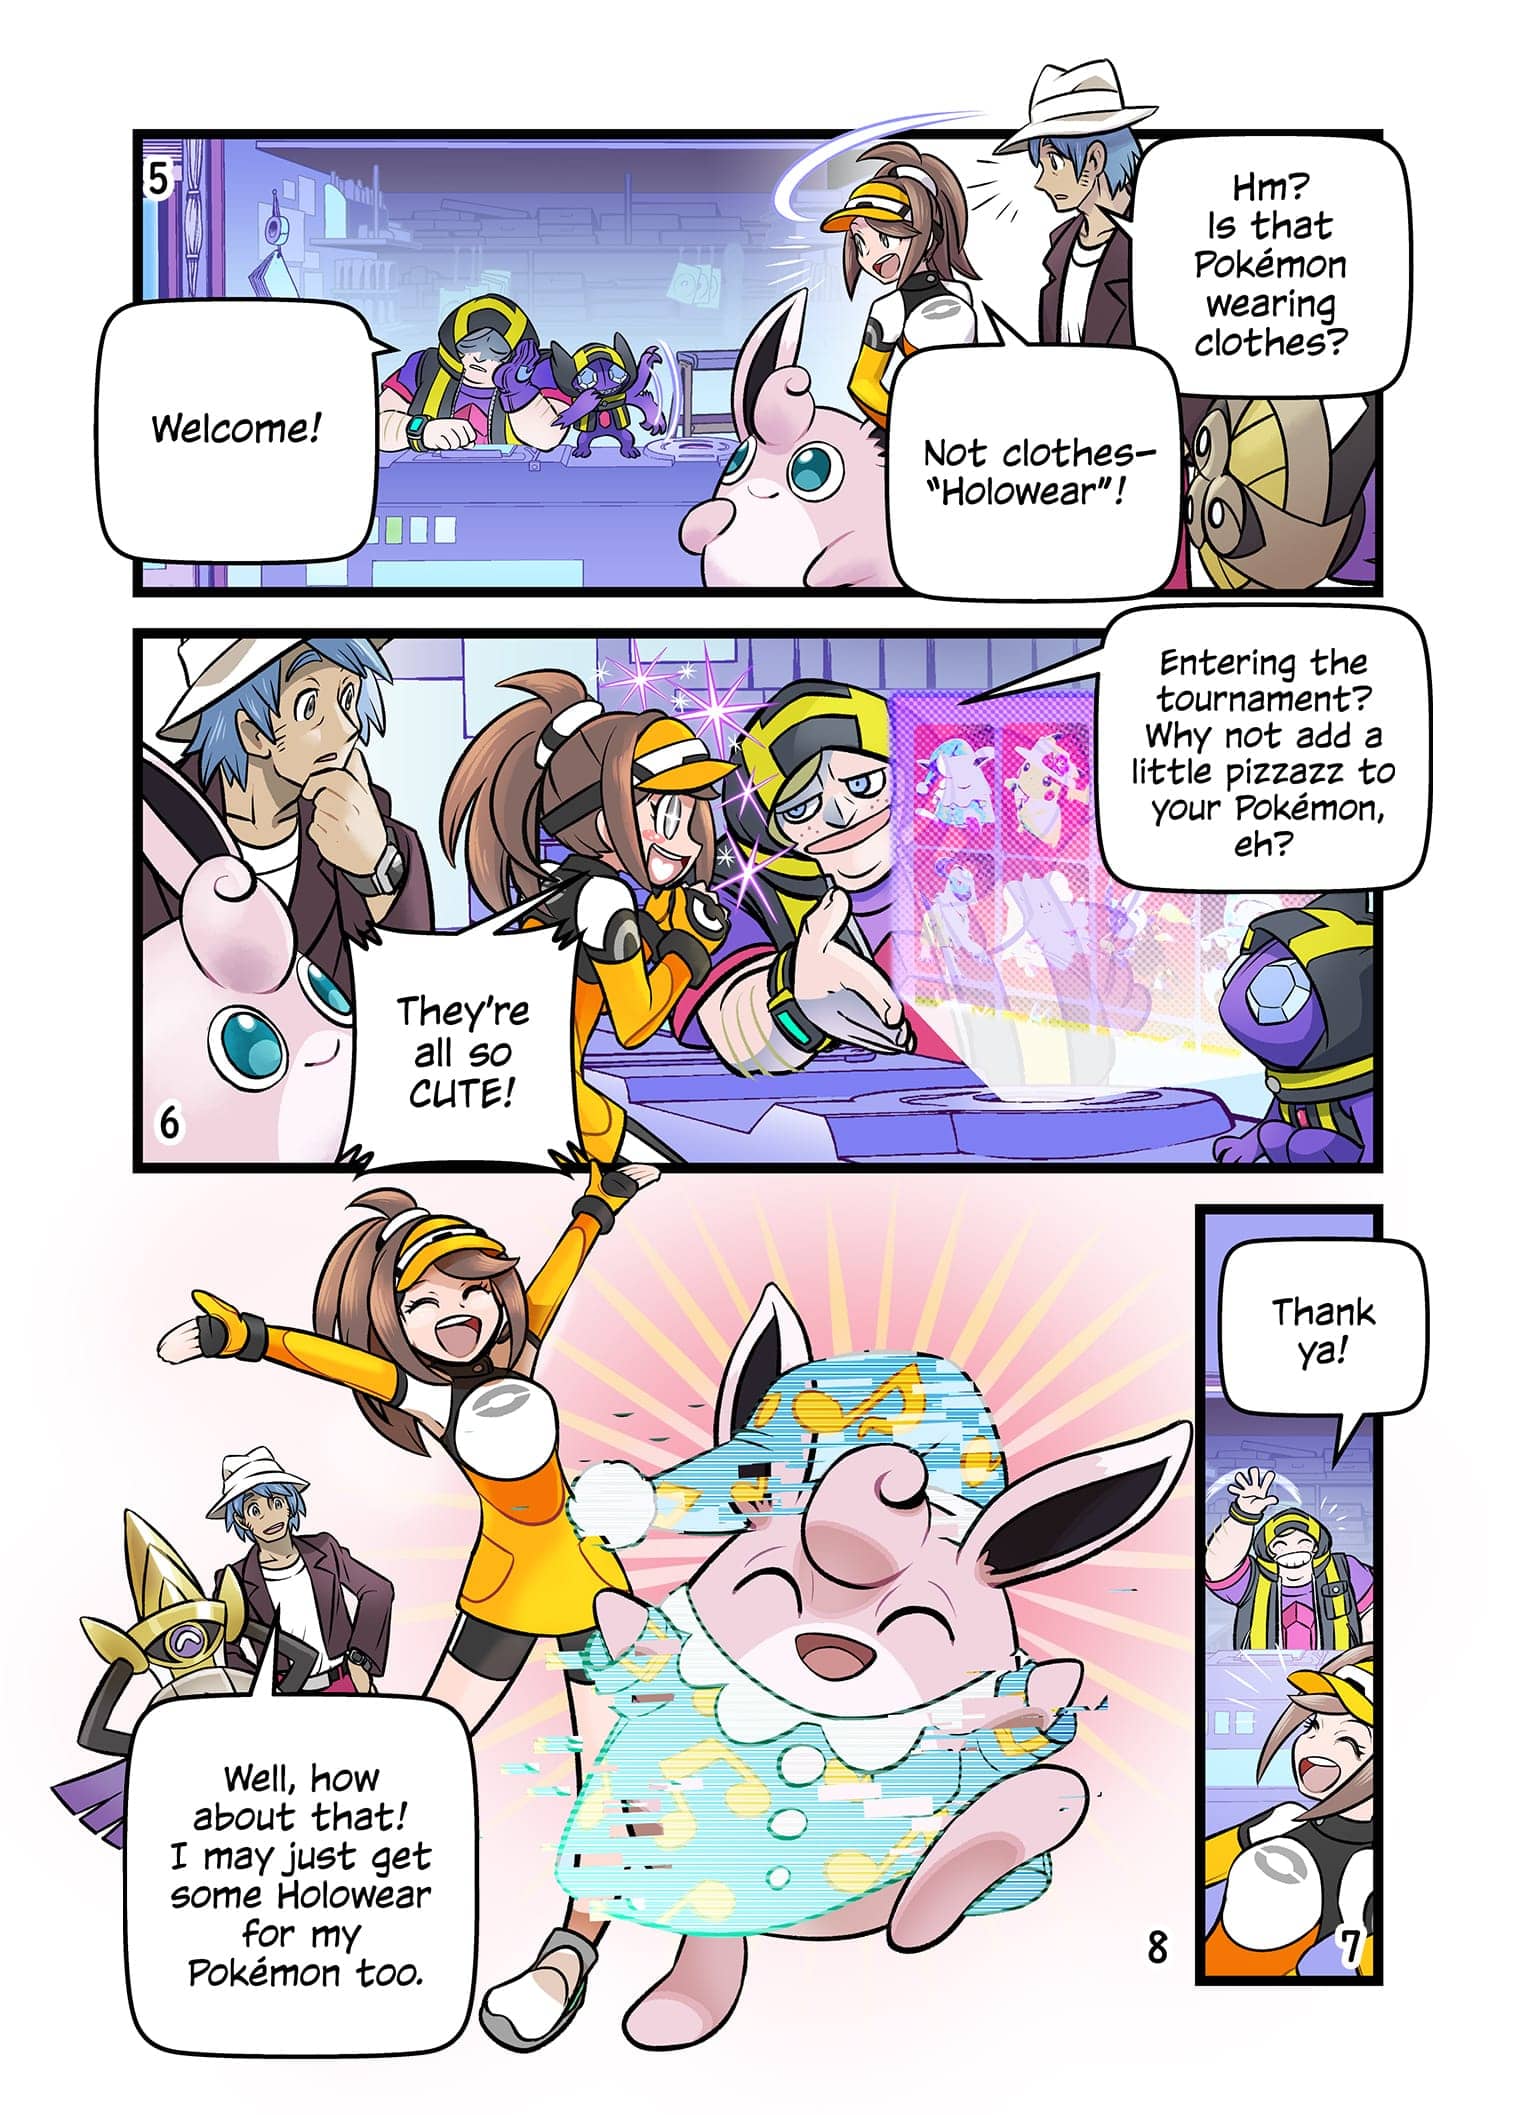 5
Hm?
Is that
Pokémon
wearing
clothes?
Not clothes–
“Holowear”!
Welcome!
Entering the
tournament?
Why not add a
little pizzazz to
your Pokémon,
eh?
They're
all so
CUTE!
6
Thank
ya!
7
Well, how
about that!
I may just get
some Holowear
for my
Pokémon too.
8